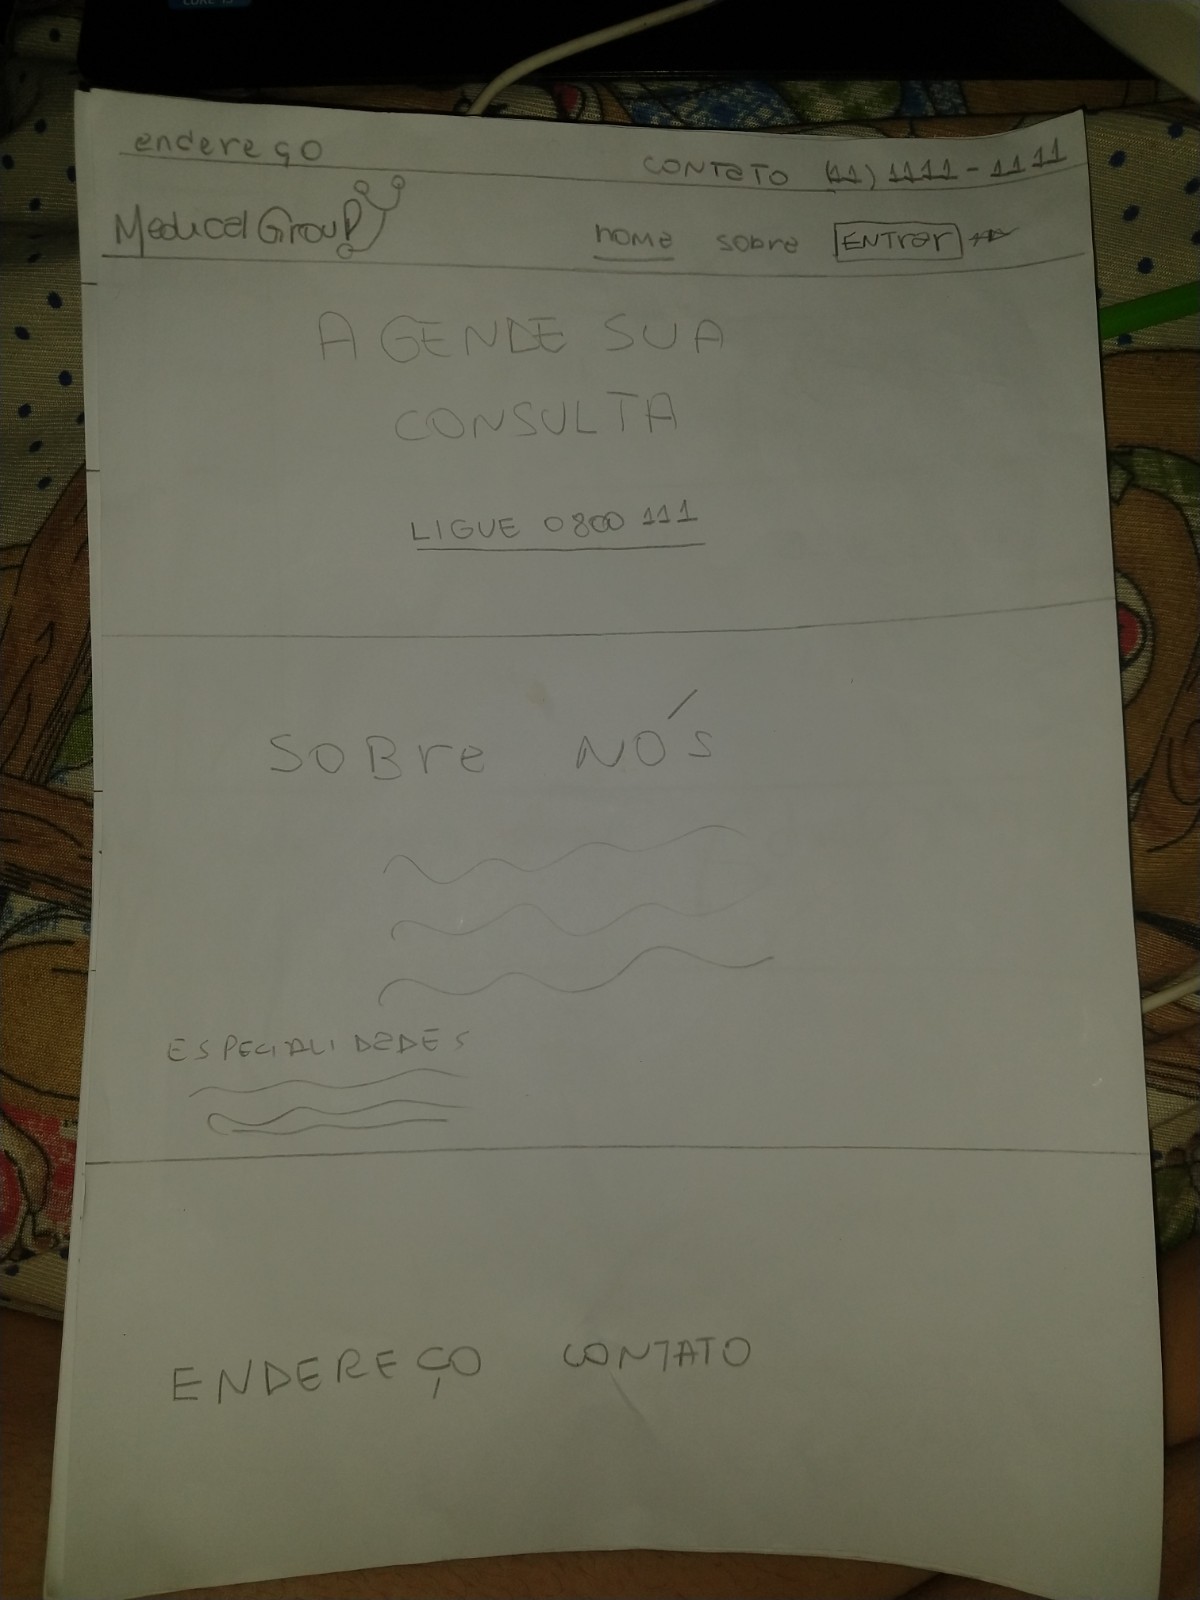 endereço
contato (11) 1111-1111
Medical Group
home sobre ENTrar
AGENDE SUA
CONSULTA
LIGUE 0800 111
SOBre NÓS
ESPECIALIDADES
ENDEREÇO CONTATO